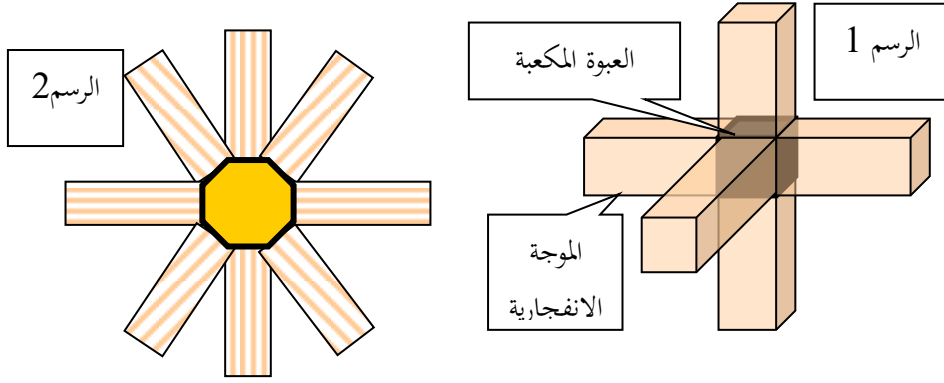 الرسم 1
العبوة المكعبة
الموجة
الانفجارية
الرسم2